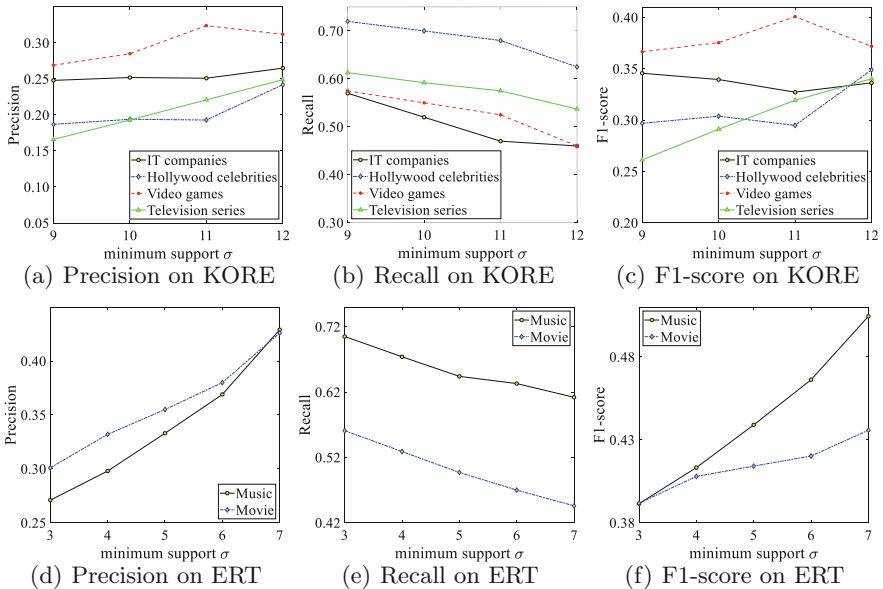 0.30
0.25
0.20
0.15
0.10
0.05
Precision
IT companies
Hollywood celebrities
Video games
Television series
9 10 11 12
minimum support σ
(a) Precision on KORE
0.70
0.60
0.50
0.40
0.30
Recall
IT companies
Hollywood celebrities
Video games
Television series
9 10 11 12
minimum support σ
(b) Recall on KORE
0.40
0.35
0.30
0.25
0.20
F1-score
IT companies
Hollywood celebrities
Video games
Television series
9 10 11 12
minimum support σ
(c) F1-score on KORE
0.40
0.35
0.30
0.25
Precision
Music
Movie
3 4 5 6 7
minimum support σ
(d) Precision on ERT
0.72
0.62
0.52
0.42
Recall
Music
Movie
3 4 5 6 7
minimum support σ
(e) Recall on ERT
0.48
0.43
0.38
F1-score
Music
Movie
3 4 5 6 7
minimum support σ
(f) F1-score on ERT